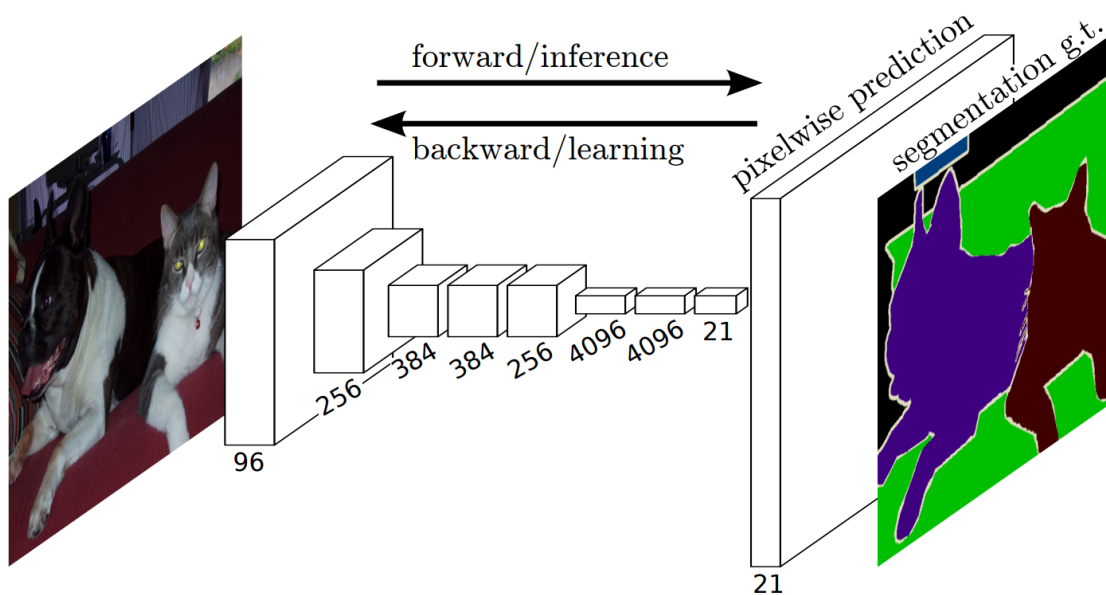 forward/inference
backward/learning
pixelwise prediction
segmentation g.t.
96
256
384
384
256
4096
4096
21
21